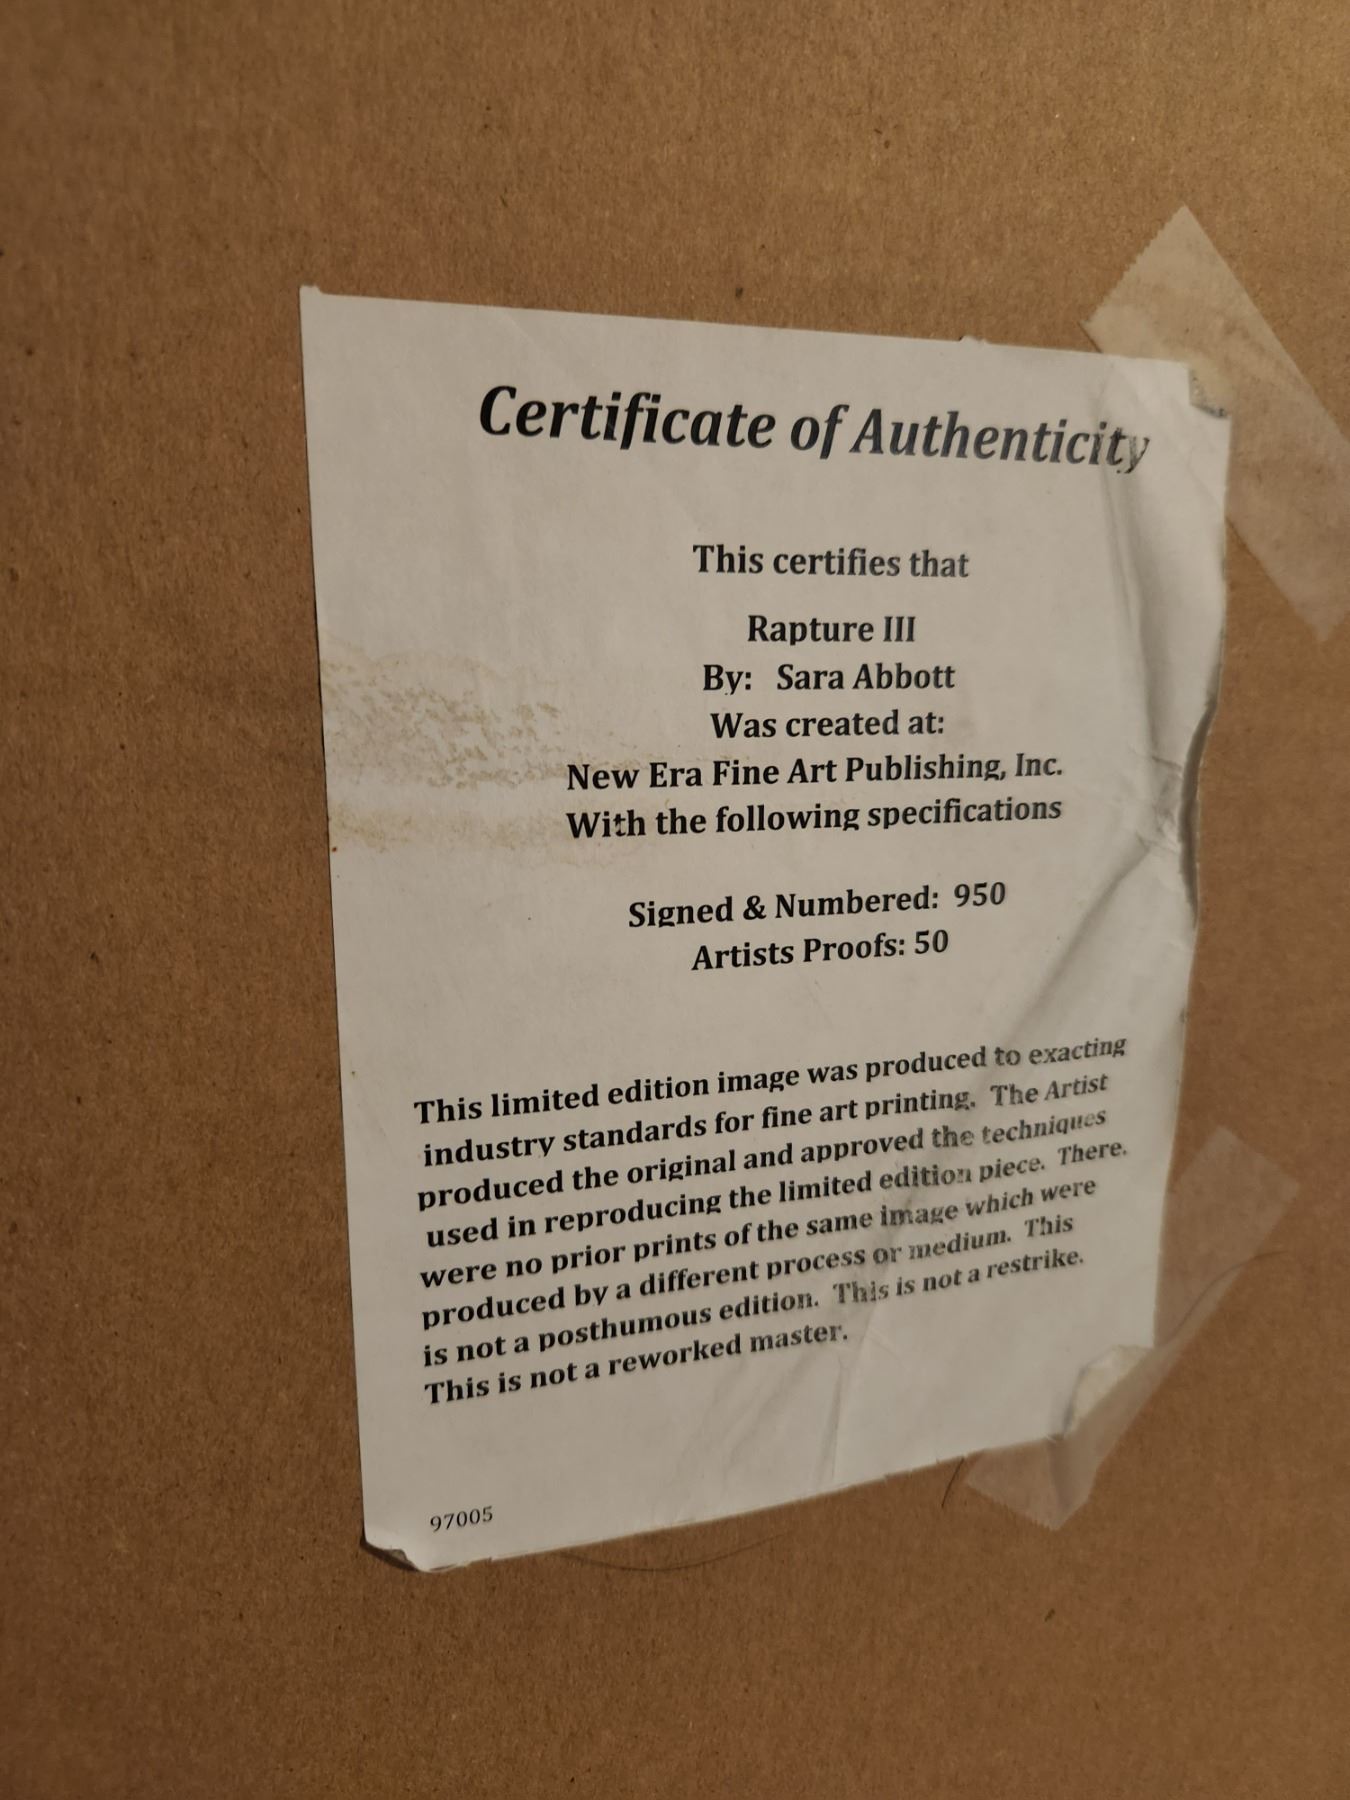 Certificate of Authenticity
This certifies that
Rapture III
By: Sara Abbott
Was created at:
New Era Fine Art Publishing, Inc.
With the following specifications
Signed & Numbered: 950
Artists Proofs: 50
This limited edition image was produced to exacting
industry standards for fine art printing. The Artist
produced the original and approved the techniques
used in reproducing the limited edition piece. There.
were no prior prints of the same image which were
produced by a different process or medium. This
is not a posthumous edition. This is not a restrike.
This is not a reworked master.
97005